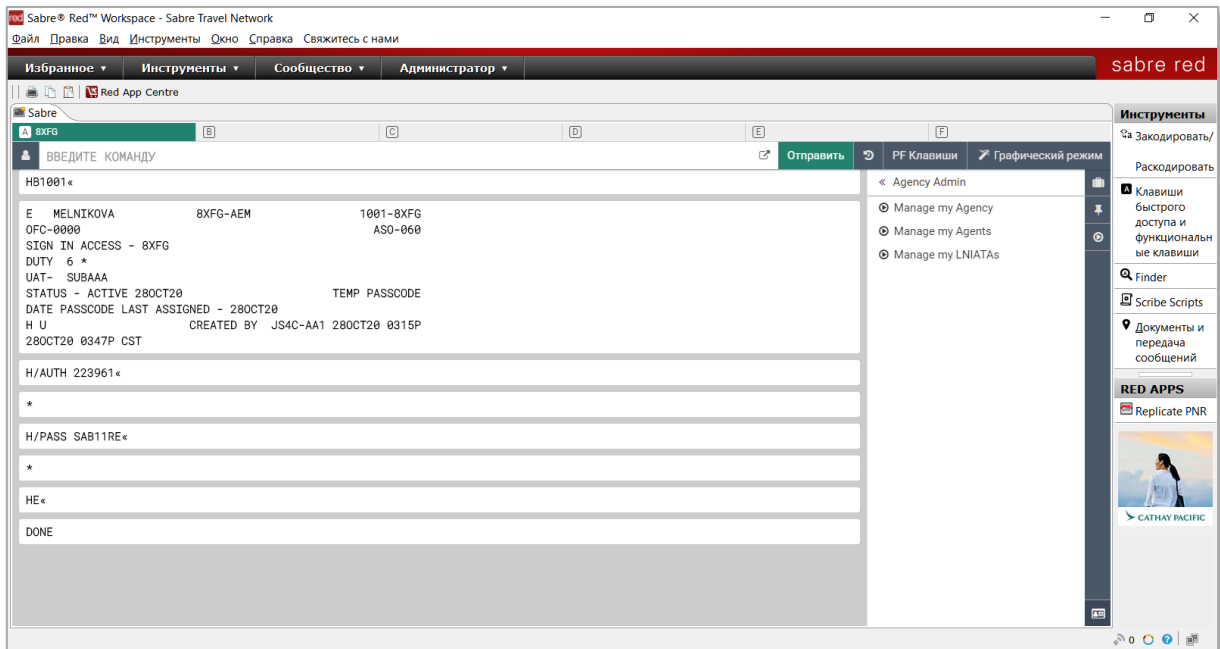 Sabre® Red™ Workspace - Sabre Travel Network
Файл Правка Вид Инструменты Окно Справка Свяжитесь с нами
Избранное Инструменты Сообщество Администратор sabre red
Red App Centre
Sabre
A 8XFG B C D E F
ВВЕДИТЕ КОМАНДУ Отправить PF Клавиши Графический режим
HB1001«
E MELNIKOVA 8XFG-AEM 1001-8XFG
OFC-0000 ASO-060
SIGN IN ACCESS - 8XFG
DUTY 6 *
UAT- SUBAAA
STATUS - ACTIVE 28OCT20 TEMP PASSCODE
DATE PASSCODE LAST ASSIGNED - 28OCT20
H U CREATED BY JS4C-AA1 28OCT20 0315P
28OCT20 0347P CST
H/AUTH 223961«
*
H/PASS SAB11RE«
*
HE«
DONE
« Agency Admin
Manage my Agency
Manage my Agents
Manage my LNIATAs
Инструменты
Закодировать/
Раскодировать
A Клавиши
быстрого
доступа и
функциональн
ые клавиши
Finder
Scribe Scripts
Документы и
передача
сообщений
RED APPS
Replicate PNR
CATHAY PACIFIC
0